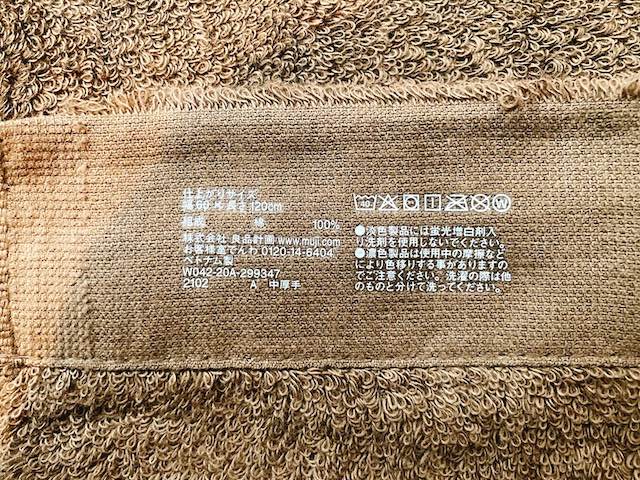 仕上がりサイズ
幅60×長さ120cm
組成 綿 100%
株式会社 良品計画 www.muji.com
お客様室でんわ 0120-14-6404
ベトナム製
W042-20A-299347
2102 A 中厚手
●淡色製品には蛍光増白剤入
り洗剤を使用しないでください。
●濃色製品は使用中の摩擦など
により色移りする事がありますの
でご注意ください。洗濯の際は他
のものと分けて洗ってください。